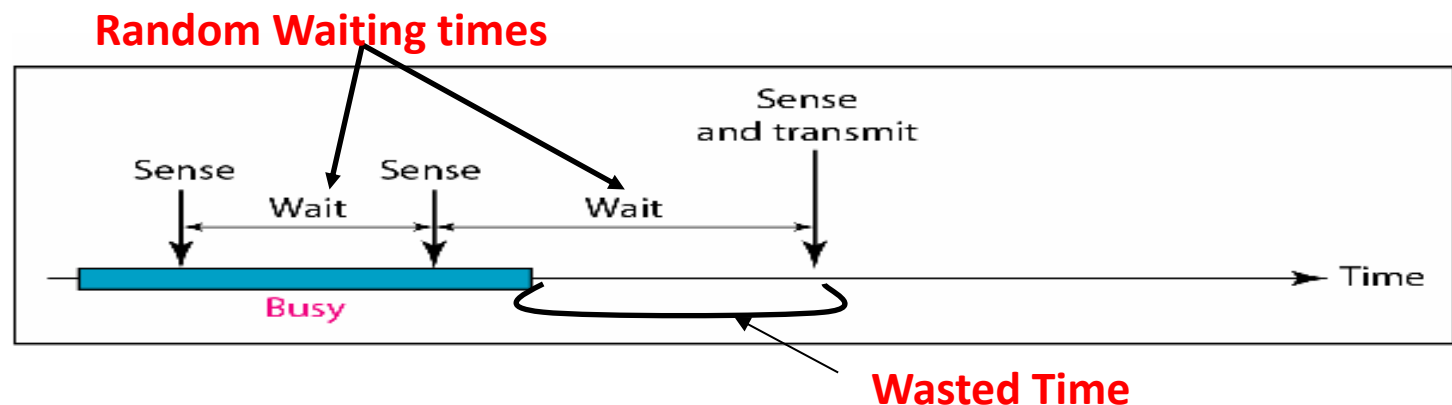 Random Waiting times
Sense
and transmit
Sense
Sense
Wait
Wait
Time
Busy
Wasted Time